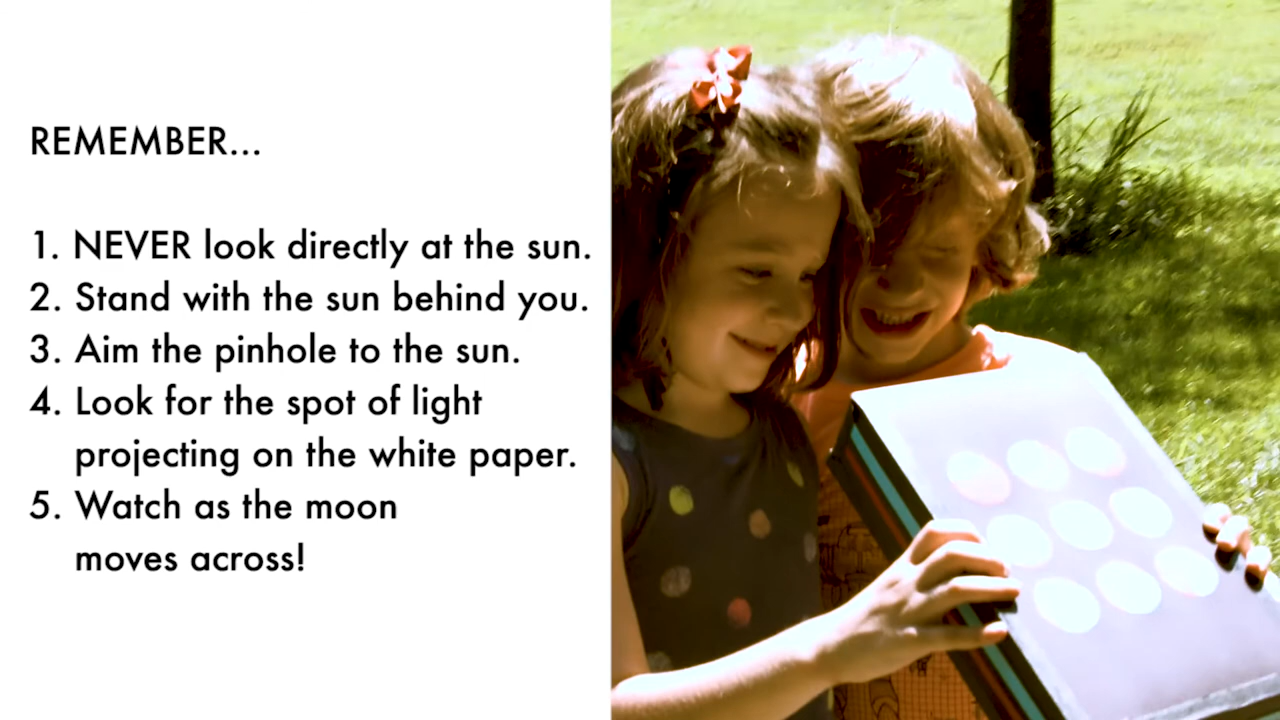 REMEMBER...
1. NEVER look directly at the sun.
2. Stand with the sun behind you.
3. Aim the pinhole to the sun.
4. Look for the spot of light
projecting on the white paper.
5. Watch as the moon
moves across!